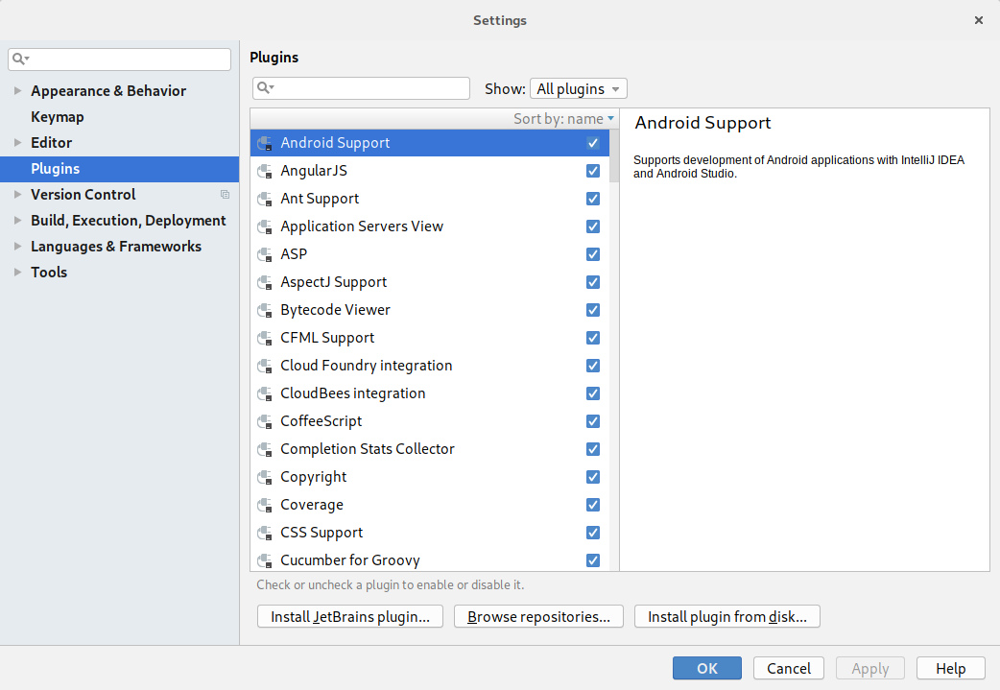 Settings
Appearance & Behavior
Keymap
Editor
Plugins
Version Control
Build, Execution, Deployment
Languages & Frameworks
Tools
Plugins
Show: All plugins
Sort by: name
Android Support
AngularJS
Ant Support
Application Servers View
ASP
AspectJ Support
Bytecode Viewer
CFML Support
Cloud Foundry integration
CloudBees integration
CoffeeScript
Completion Stats Collector
Copyright
Coverage
CSS Support
Cucumber for Groovy
Android Support
Supports development of Android applications with IntelliJ IDEA
and Android Studio.
Check or uncheck a plugin to enable or disable it.
Install JetBrains plugin... Browse repositories... Install plugin from disk...
OK Cancel Apply Help